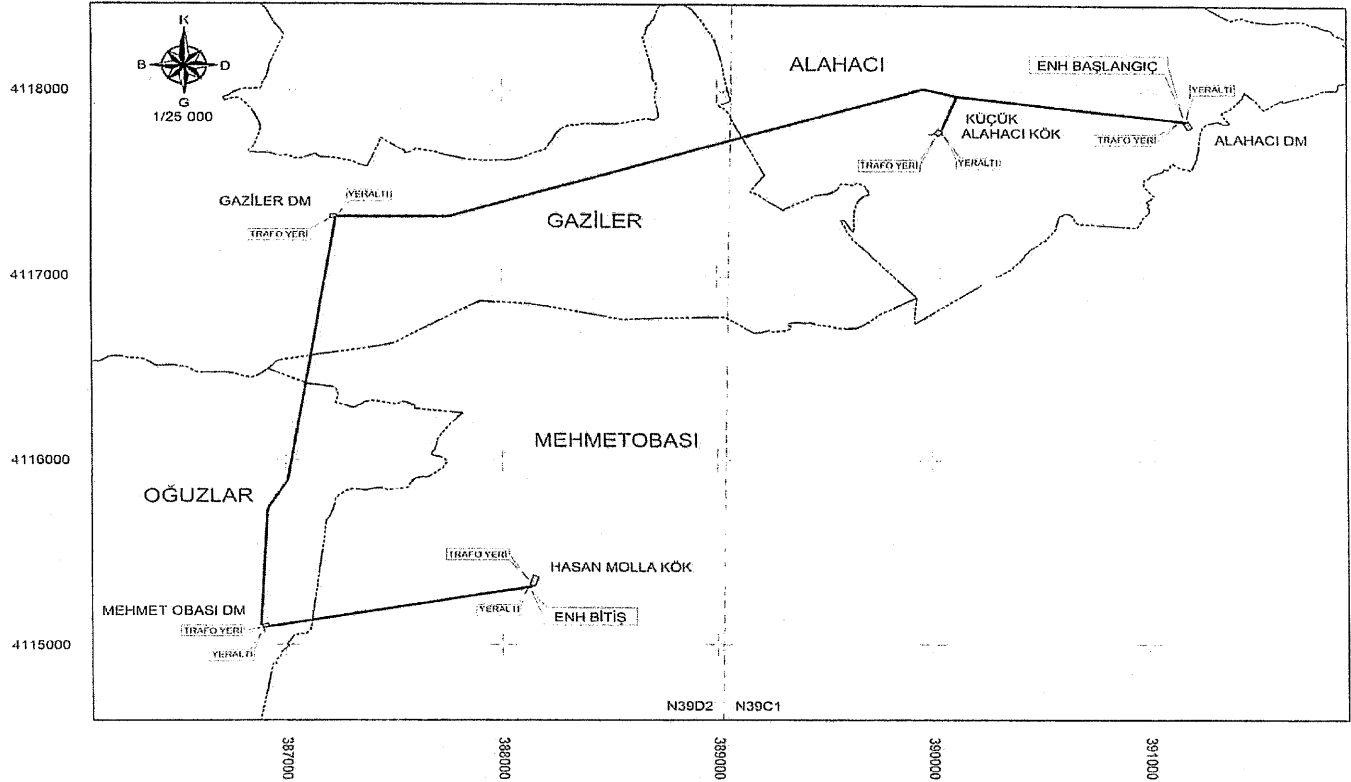 K
B
D
G
1/25 000
4118000
4117000
4116000
4115000
ALAHACI
ENH BAŞLANGIÇ
YERALTI
TRAFO YERİ
ALAHACI DM
KÜÇÜK
ALAHACI KÖK
TRAFO YERİ
YERALTI
GAZİLER DM
YERALTI
TRAFO YERİ
GAZİLER
MEHMETOBASI
OĞUZLAR
TRAFO YERİ
HASAN MOLLA KÖK
YERALTI
ENH BİTİŞ
MEHMET OBASI DM
TRAFO YERİ
YERALTI
N39D2
N39C1
387000
388000
389000
390000
391000